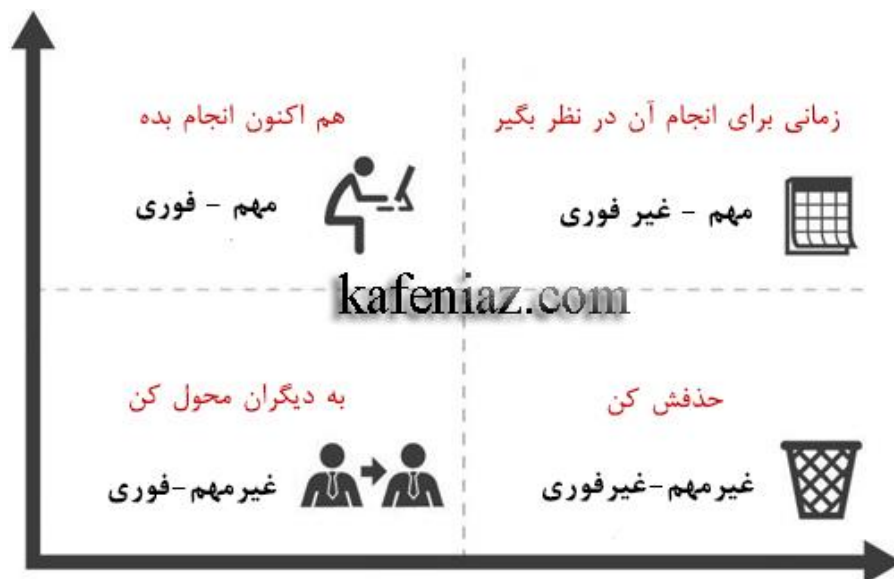 زمانی برای انجام آن در نظر بگیر
هم اکنون انجام بده
مهم - غیر فوری
مهم - فوری
kafeniaz.com
حذفش کن
به دیگران محول کن
غیرمهم-غیرفوری
غیرمهم-فوری